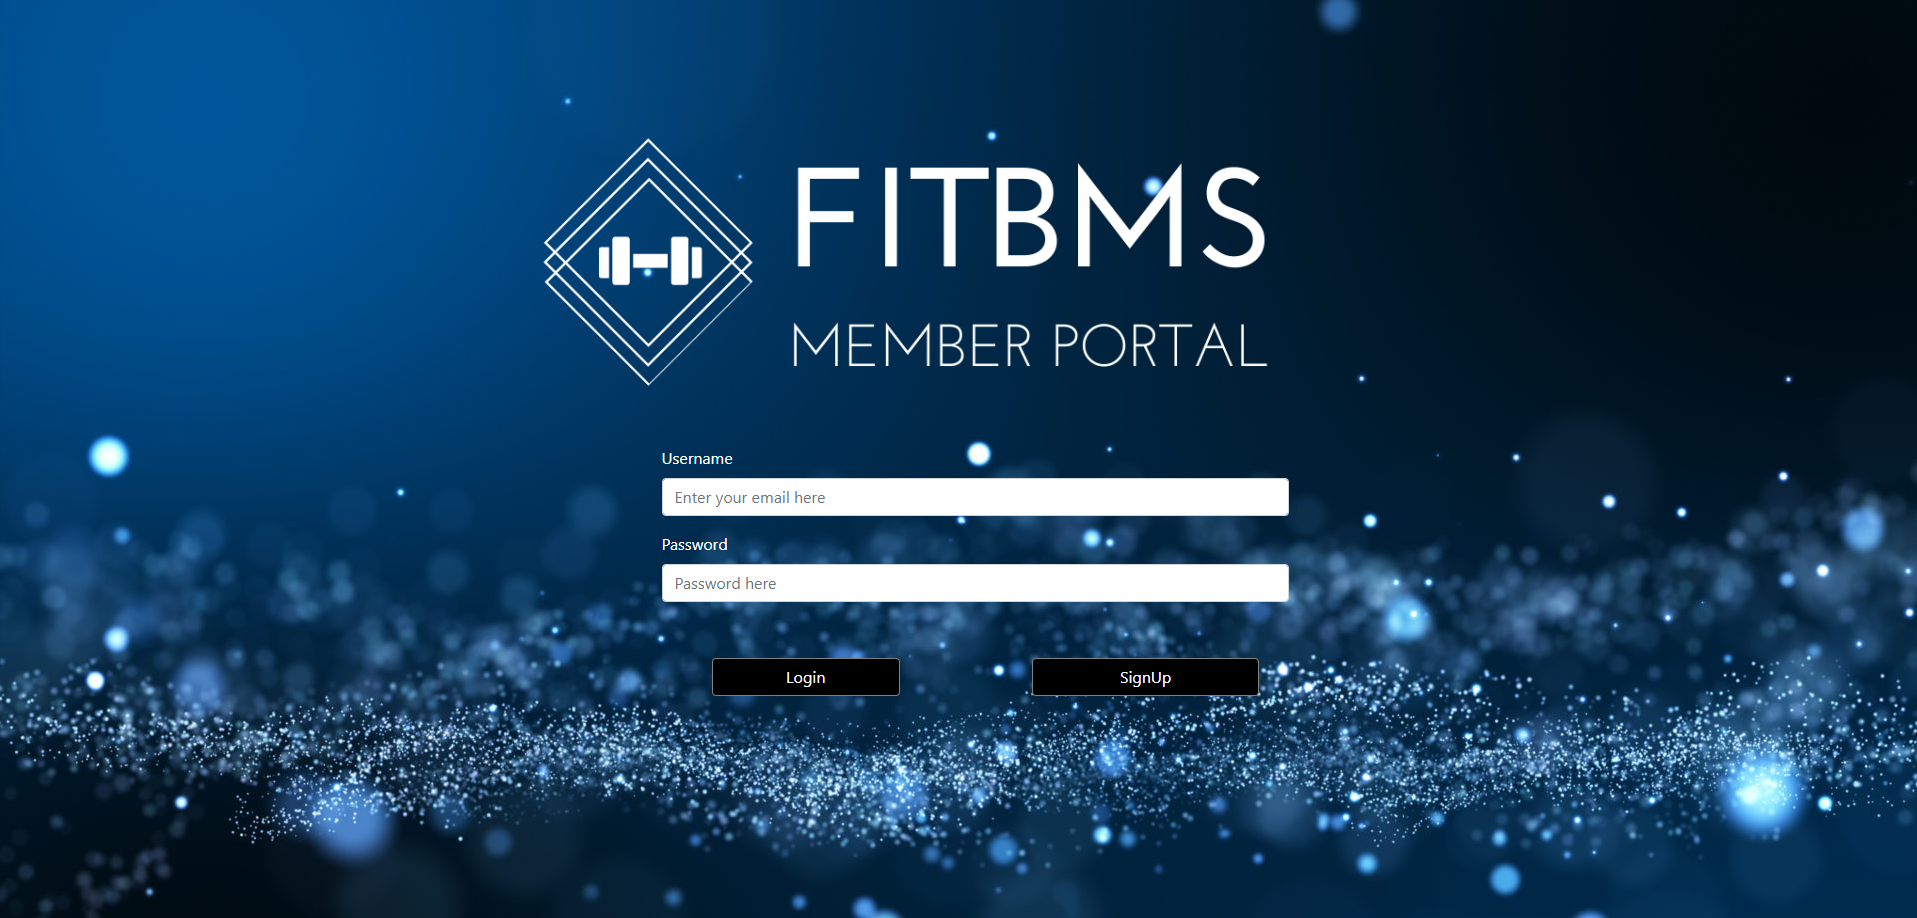 FITBMS
MEMBER PORTAL
Username
Enter your email here
Password
Password here
Login
SignUp